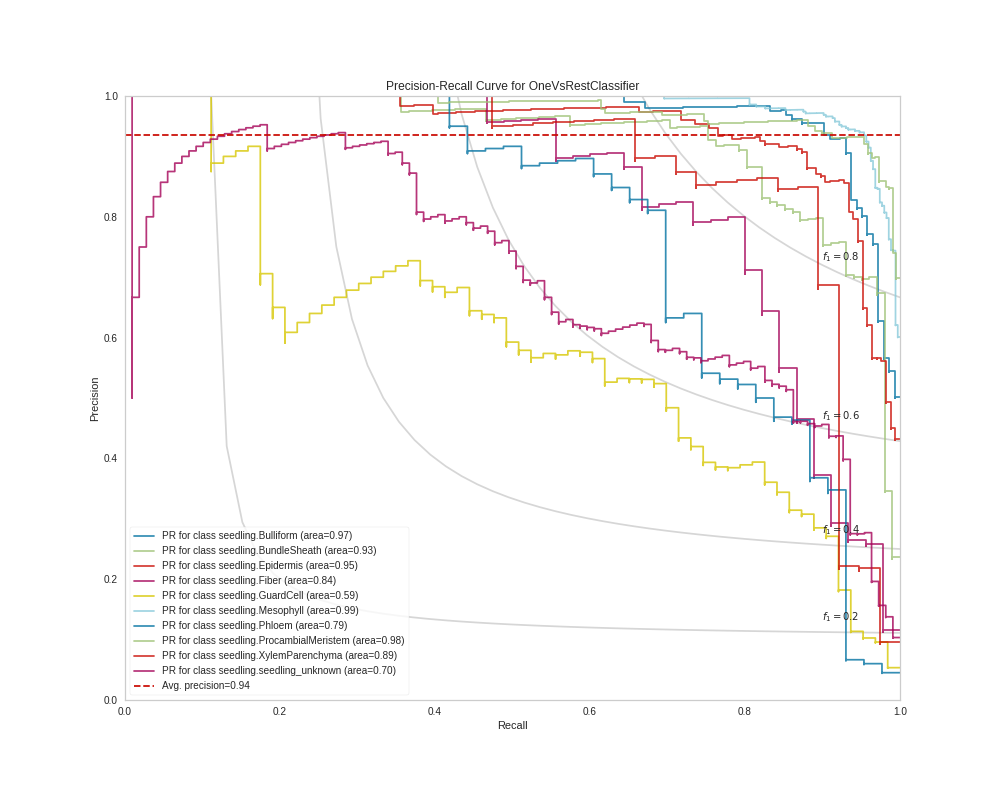 Precision-Recall Curve for OneVsRestClassifier
1.0
0.8
0.6
0.4
0.2
0.0
Precision
f1 = 0.8
f1 = 0.6
f1 = 0.4
f1 = 0.2
PR for class seedling.Bulliform (area=0.97)
PR for class seedling.BundleSheath (area=0.93)
PR for class seedling.Epidermis (area=0.95)
PR for class seedling.Fiber (area=0.84)
PR for class seedling.GuardCell (area=0.59)
PR for class seedling.Mesophyll (area=0.99)
PR for class seedling.Phloem (area=0.79)
PR for class seedling.ProcambialMeristem (area=0.98)
PR for class seedling.XylemParenchyma (area=0.89)
PR for class seedling.seedling_unknown (area=0.70)
Avg. precision=0.94
0.0 0.2 0.4 0.6 0.8 1.0
Recall